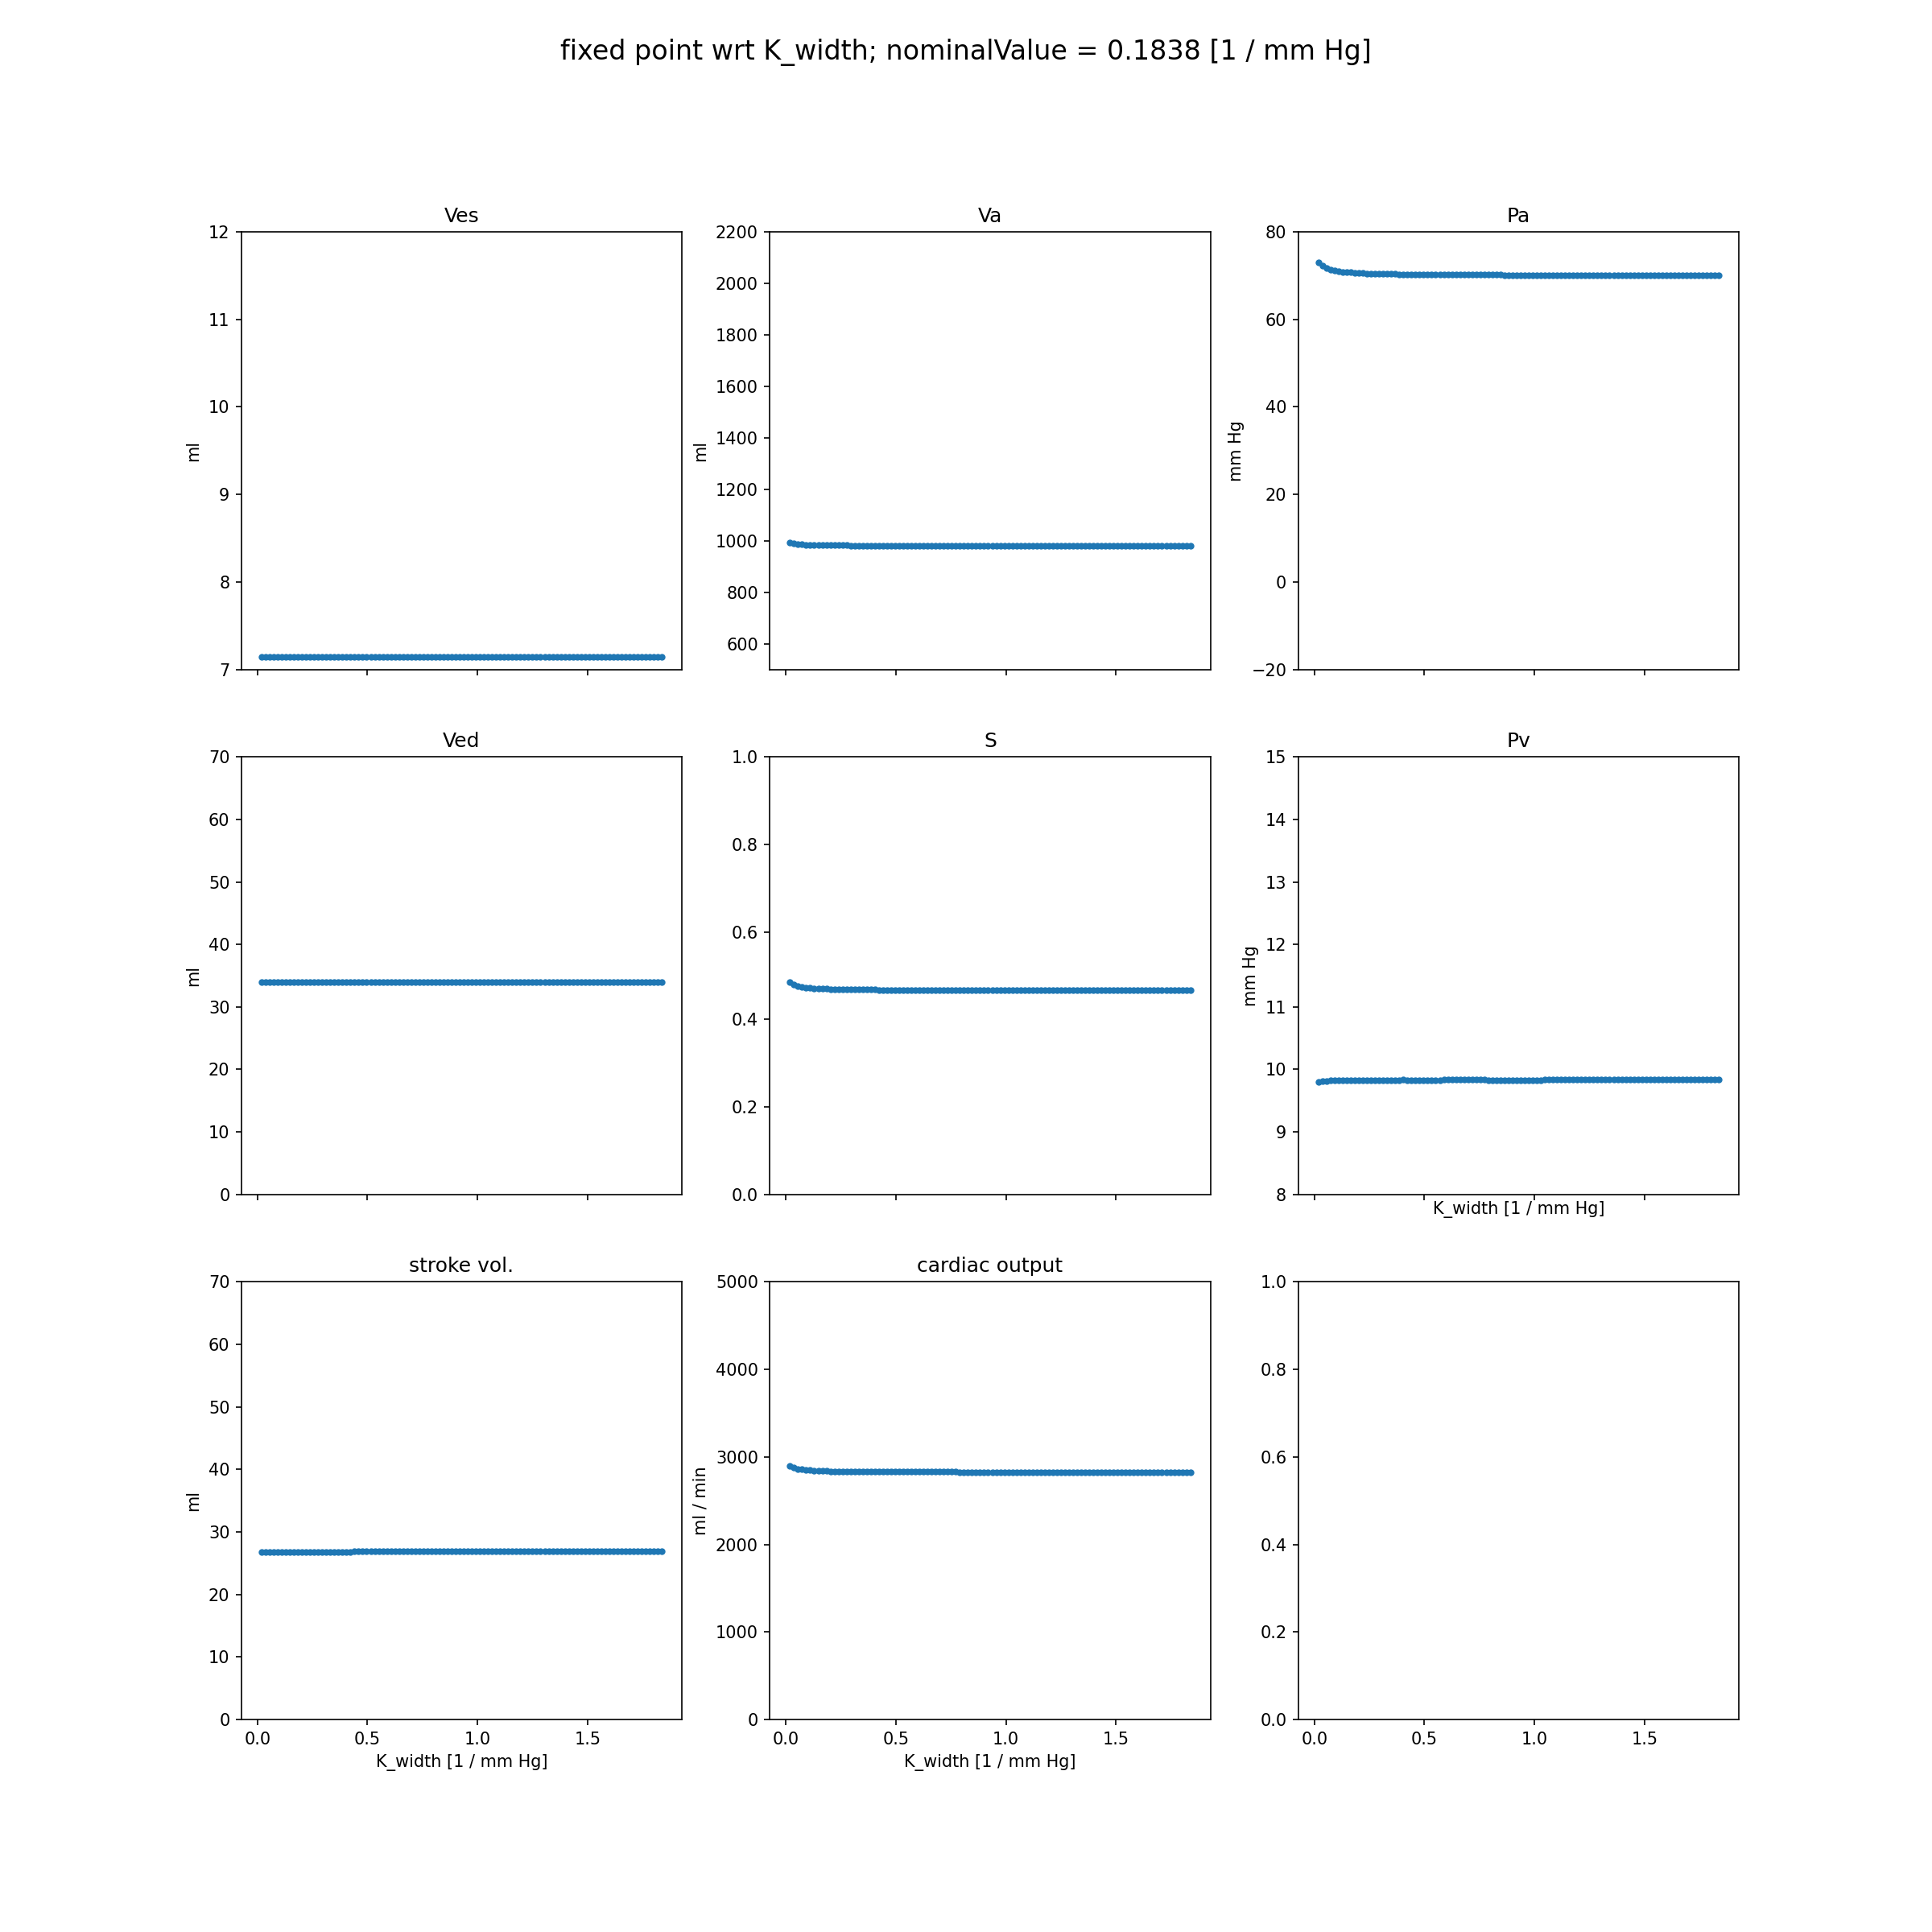 fixed point wrt K_width; nominalValue = 0.1838 [1 / mm Hg]
Ves
12
11
10
9
8
7
ml
Va
2200
2000
1800
1600
1400
1200
1000
800
600
ml
Pa
80
60
40
20
0
−20
mm Hg
Ved
70
60
50
40
30
20
10
0
ml
S
1.0
0.8
0.6
0.4
0.2
0.0
Pv
15
14
13
12
11
10
9
8
mm Hg
K_width [1 / mm Hg]
stroke vol.
70
60
50
40
30
20
10
0
ml
0.0 0.5 1.0 1.5
K_width [1 / mm Hg]
cardiac output
5000
4000
3000
2000
1000
0
ml / min
0.0 0.5 1.0 1.5
K_width [1 / mm Hg]
1.0
0.8
0.6
0.4
0.2
0.0
0.0 0.5 1.0 1.5